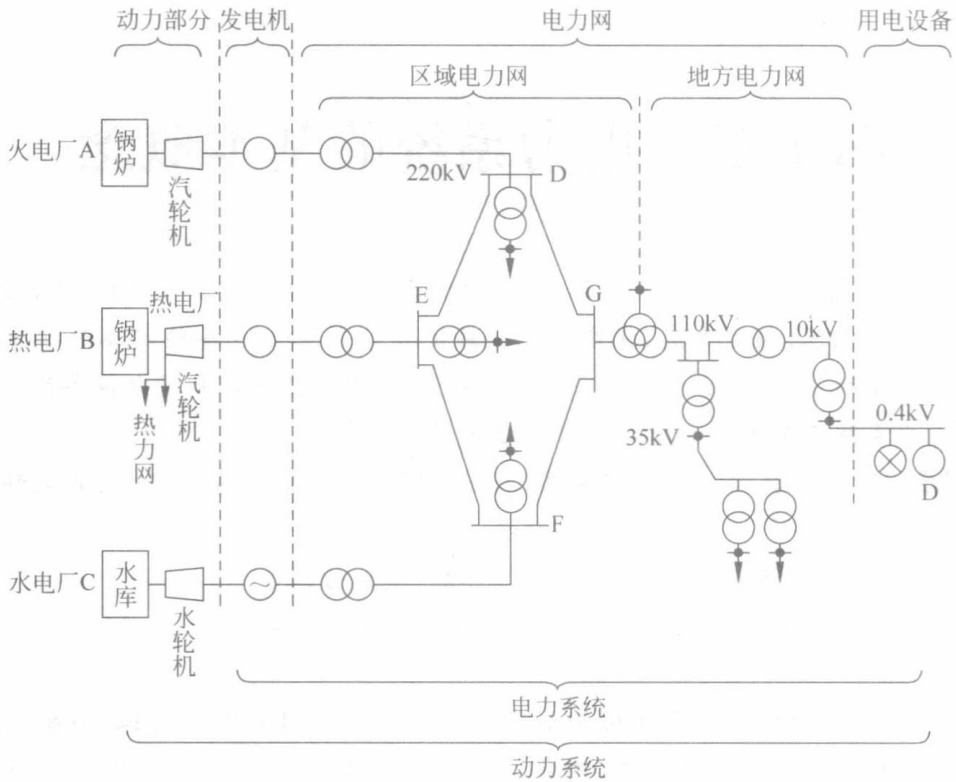 动力部分 发电机 电力网 用电设备
区域电力网 地方电力网
火电厂A 锅炉
汽轮机
220kV D
热电厂
E G
热电厂B 锅炉
110kV 10kV
汽轮机
热力网
35kV
0.4kV
D
F
水电厂C 水库 ~
水轮机
电力系统
动力系统